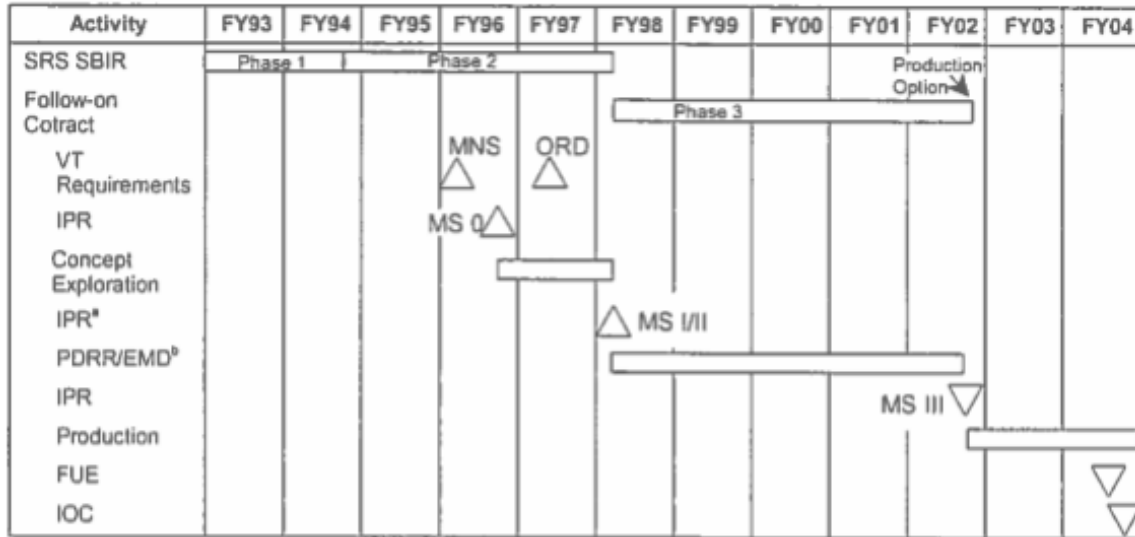 Activity FY93 FY94 FY95 FY96 FY97 FY98 FY99 FY00 FY01 FY02 FY03 FY04
SRS SBIR Phase 1 Phase 2
Production
Option
Follow-on
Cotract
Phase 3
MNS ORD
VT
Requirements
IPR MS 0
Concept
Exploration
IPRª MS I/II
PDRR/EMDᵇ
IPR MS III
Production
FUE
IOC